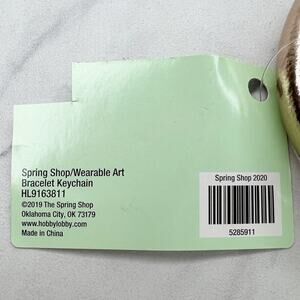 Spring Shop/Wearable Art
Bracelet Keychain
HL9163811
©2019 The Spring Shop
Oklahoma City, OK 73179
www.hobbylobby.com
Made in China
Spring Shop 2020
5285911